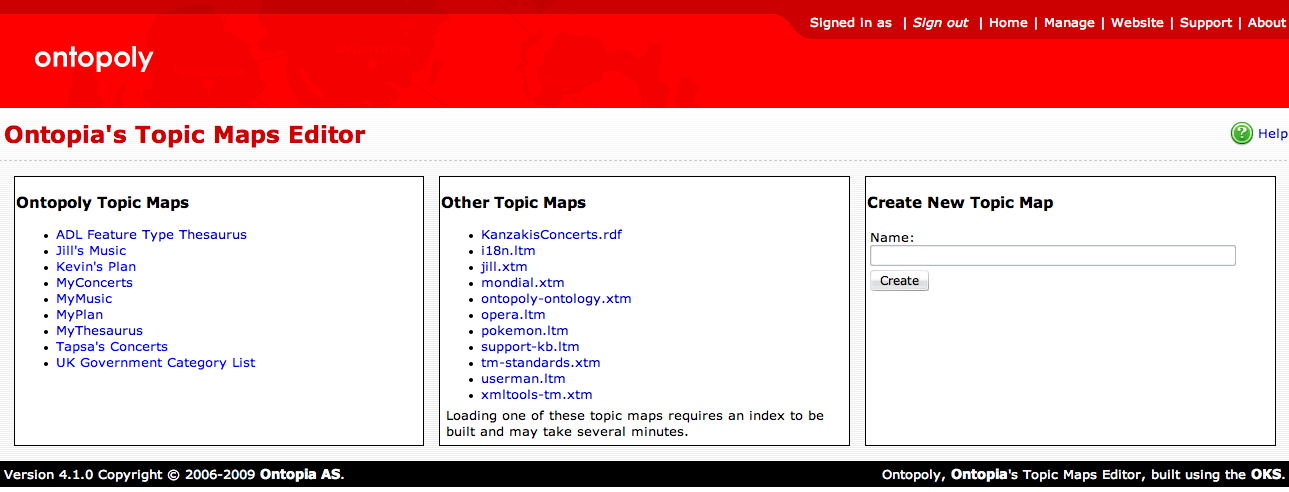 Signed in as | Sign out | Home | Manage | Website | Support | About
ontopoly
Ontopia's Topic Maps Editor
Help
Ontopoly Topic Maps
ADL Feature Type Thesaurus
Jill's Music
Kevin's Plan
MyConcerts
MyMusic
MyPlan
MyThesaurus
Tapsa's Concerts
UK Government Category List
Other Topic Maps
KanzakisConcerts.rdf
i18n.ltm
jill.xtm
mondial.xtm
ontopoly-ontology.xtm
opera.ltm
pokemon.ltm
support-kb.ltm
tm-standards.xtm
userman.ltm
xmltools-tm.xtm
Loading one of these topic maps requires an index to be
built and may take several minutes.
Create New Topic Map
Name:
Create
Version 4.1.0 Copyright © 2006-2009 Ontopia AS.
Ontopoly, Ontopia's Topic Maps Editor, built using the OKS.